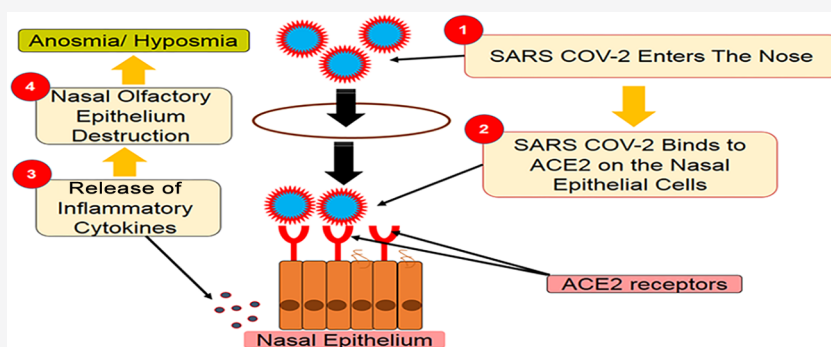 1
SARS COV-2 Enters The Nose
2
SARS COV-2 Binds to
ACE2 on the Nasal
Epithelial Cells
ACE2 receptors
Nasal Epithelium
3
Release of
Inflammatory
Cytokines
4
Nasal Olfactory
Epithelium
Destruction
Anosmia/ Hyposmia